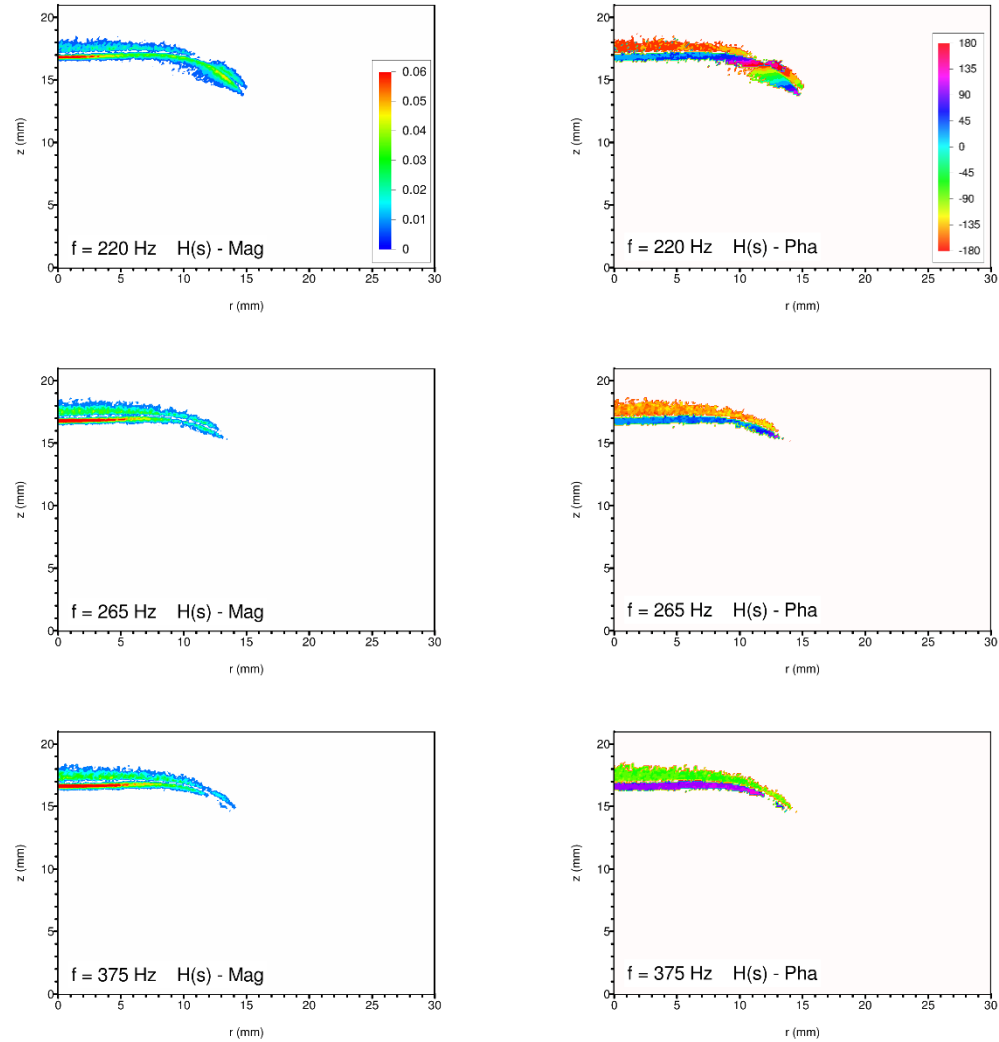 20
15
10
5
0
z (mm)
0.06
0.05
0.04
0.03
0.02
0.01
0
f = 220 Hz H(s) - Mag
0 5 10 15 20 25 30
r (mm)
20
15
10
5
0
z (mm)
180
135
90
45
0
-45
-90
-135
-180
f = 220 Hz H(s) - Pha
0 5 10 15 20 25 30
r (mm)
20
15
10
5
0
z (mm)
f = 265 Hz H(s) - Mag
0 5 10 15 20 25 30
r (mm)
20
15
10
5
0
z (mm)
f = 265 Hz H(s) - Pha
0 5 10 15 20 25 30
r (mm)
20
15
10
5
0
z (mm)
f = 375 Hz H(s) - Mag
0 5 10 15 20 25 30
r (mm)
20
15
10
5
0
z (mm)
f = 375 Hz H(s) - Pha
0 5 10 15 20 25 30
r (mm)